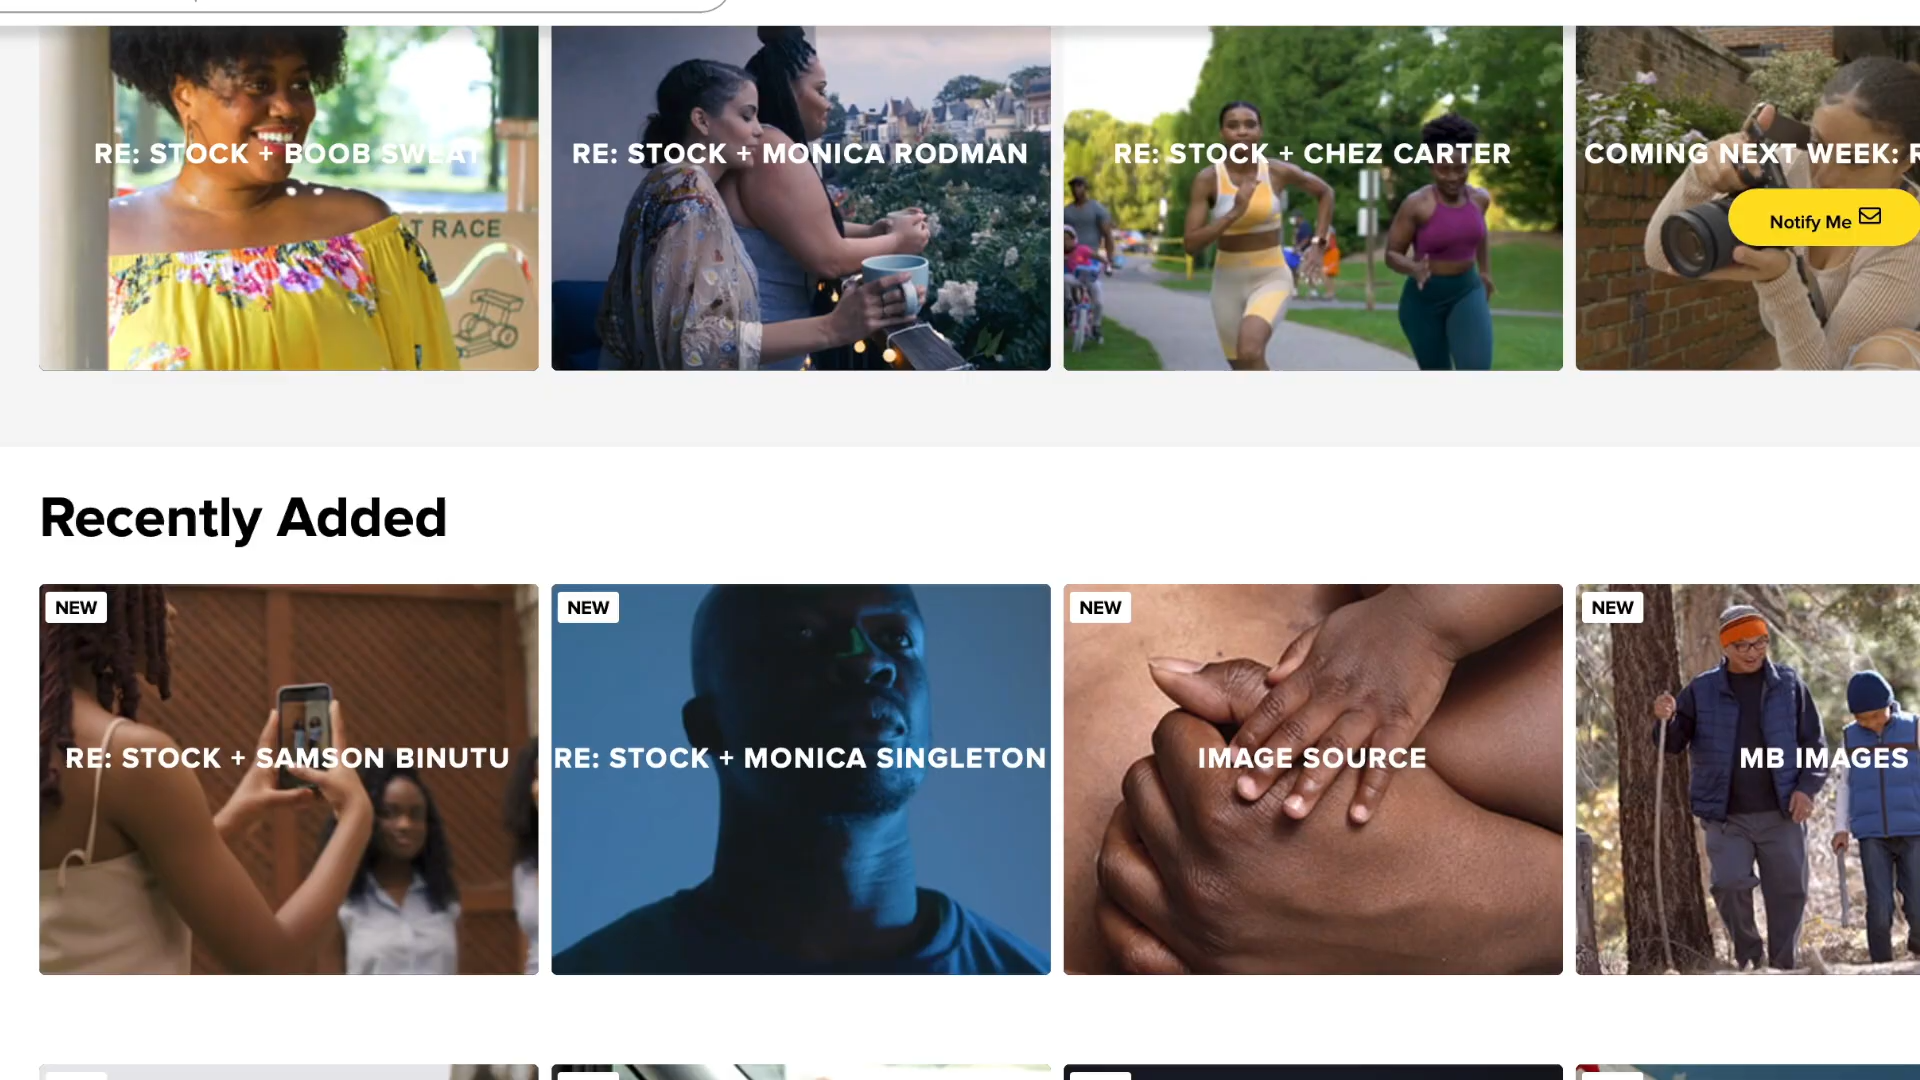 RE: STOCK + BOOB SWEAT
RE: STOCK + MONICA RODMAN
RE: STOCK + CHEZ CARTER
COMING NEXT WEEK:
T RACE
Notify Me
Recently Added
NEW
NEW
NEW
NEW
RE: STOCK + SAMSON BINUTU
RE: STOCK + MONICA SINGLETON
IMAGE SOURCE
MB IMAGES